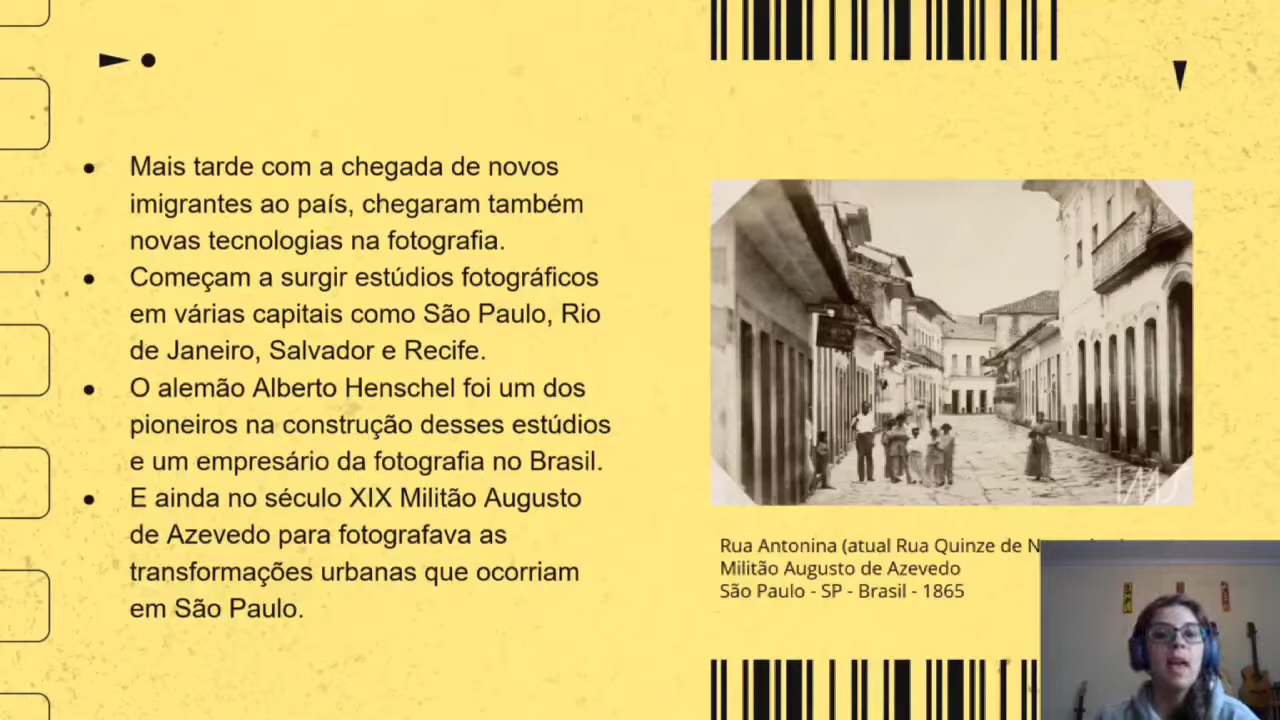 Mais tarde com a chegada de novos
imigrantes ao país, chegaram também
novas tecnologias na fotografia.
Começam a surgir estúdios fotográficos
em várias capitais como São Paulo, Rio
de Janeiro, Salvador e Recife.
O alemão Alberto Henschel foi um dos
pioneiros na construção desses estúdios
e um empresário da fotografia no Brasil.
E ainda no século XIX Militão Augusto
de Azevedo para fotografava as
transformações urbanas que ocorriam
em São Paulo.
IMS
Rua Antonina (atual Rua Quinze de
Militão Augusto de Azevedo
São Paulo - SP - Brasil - 1865